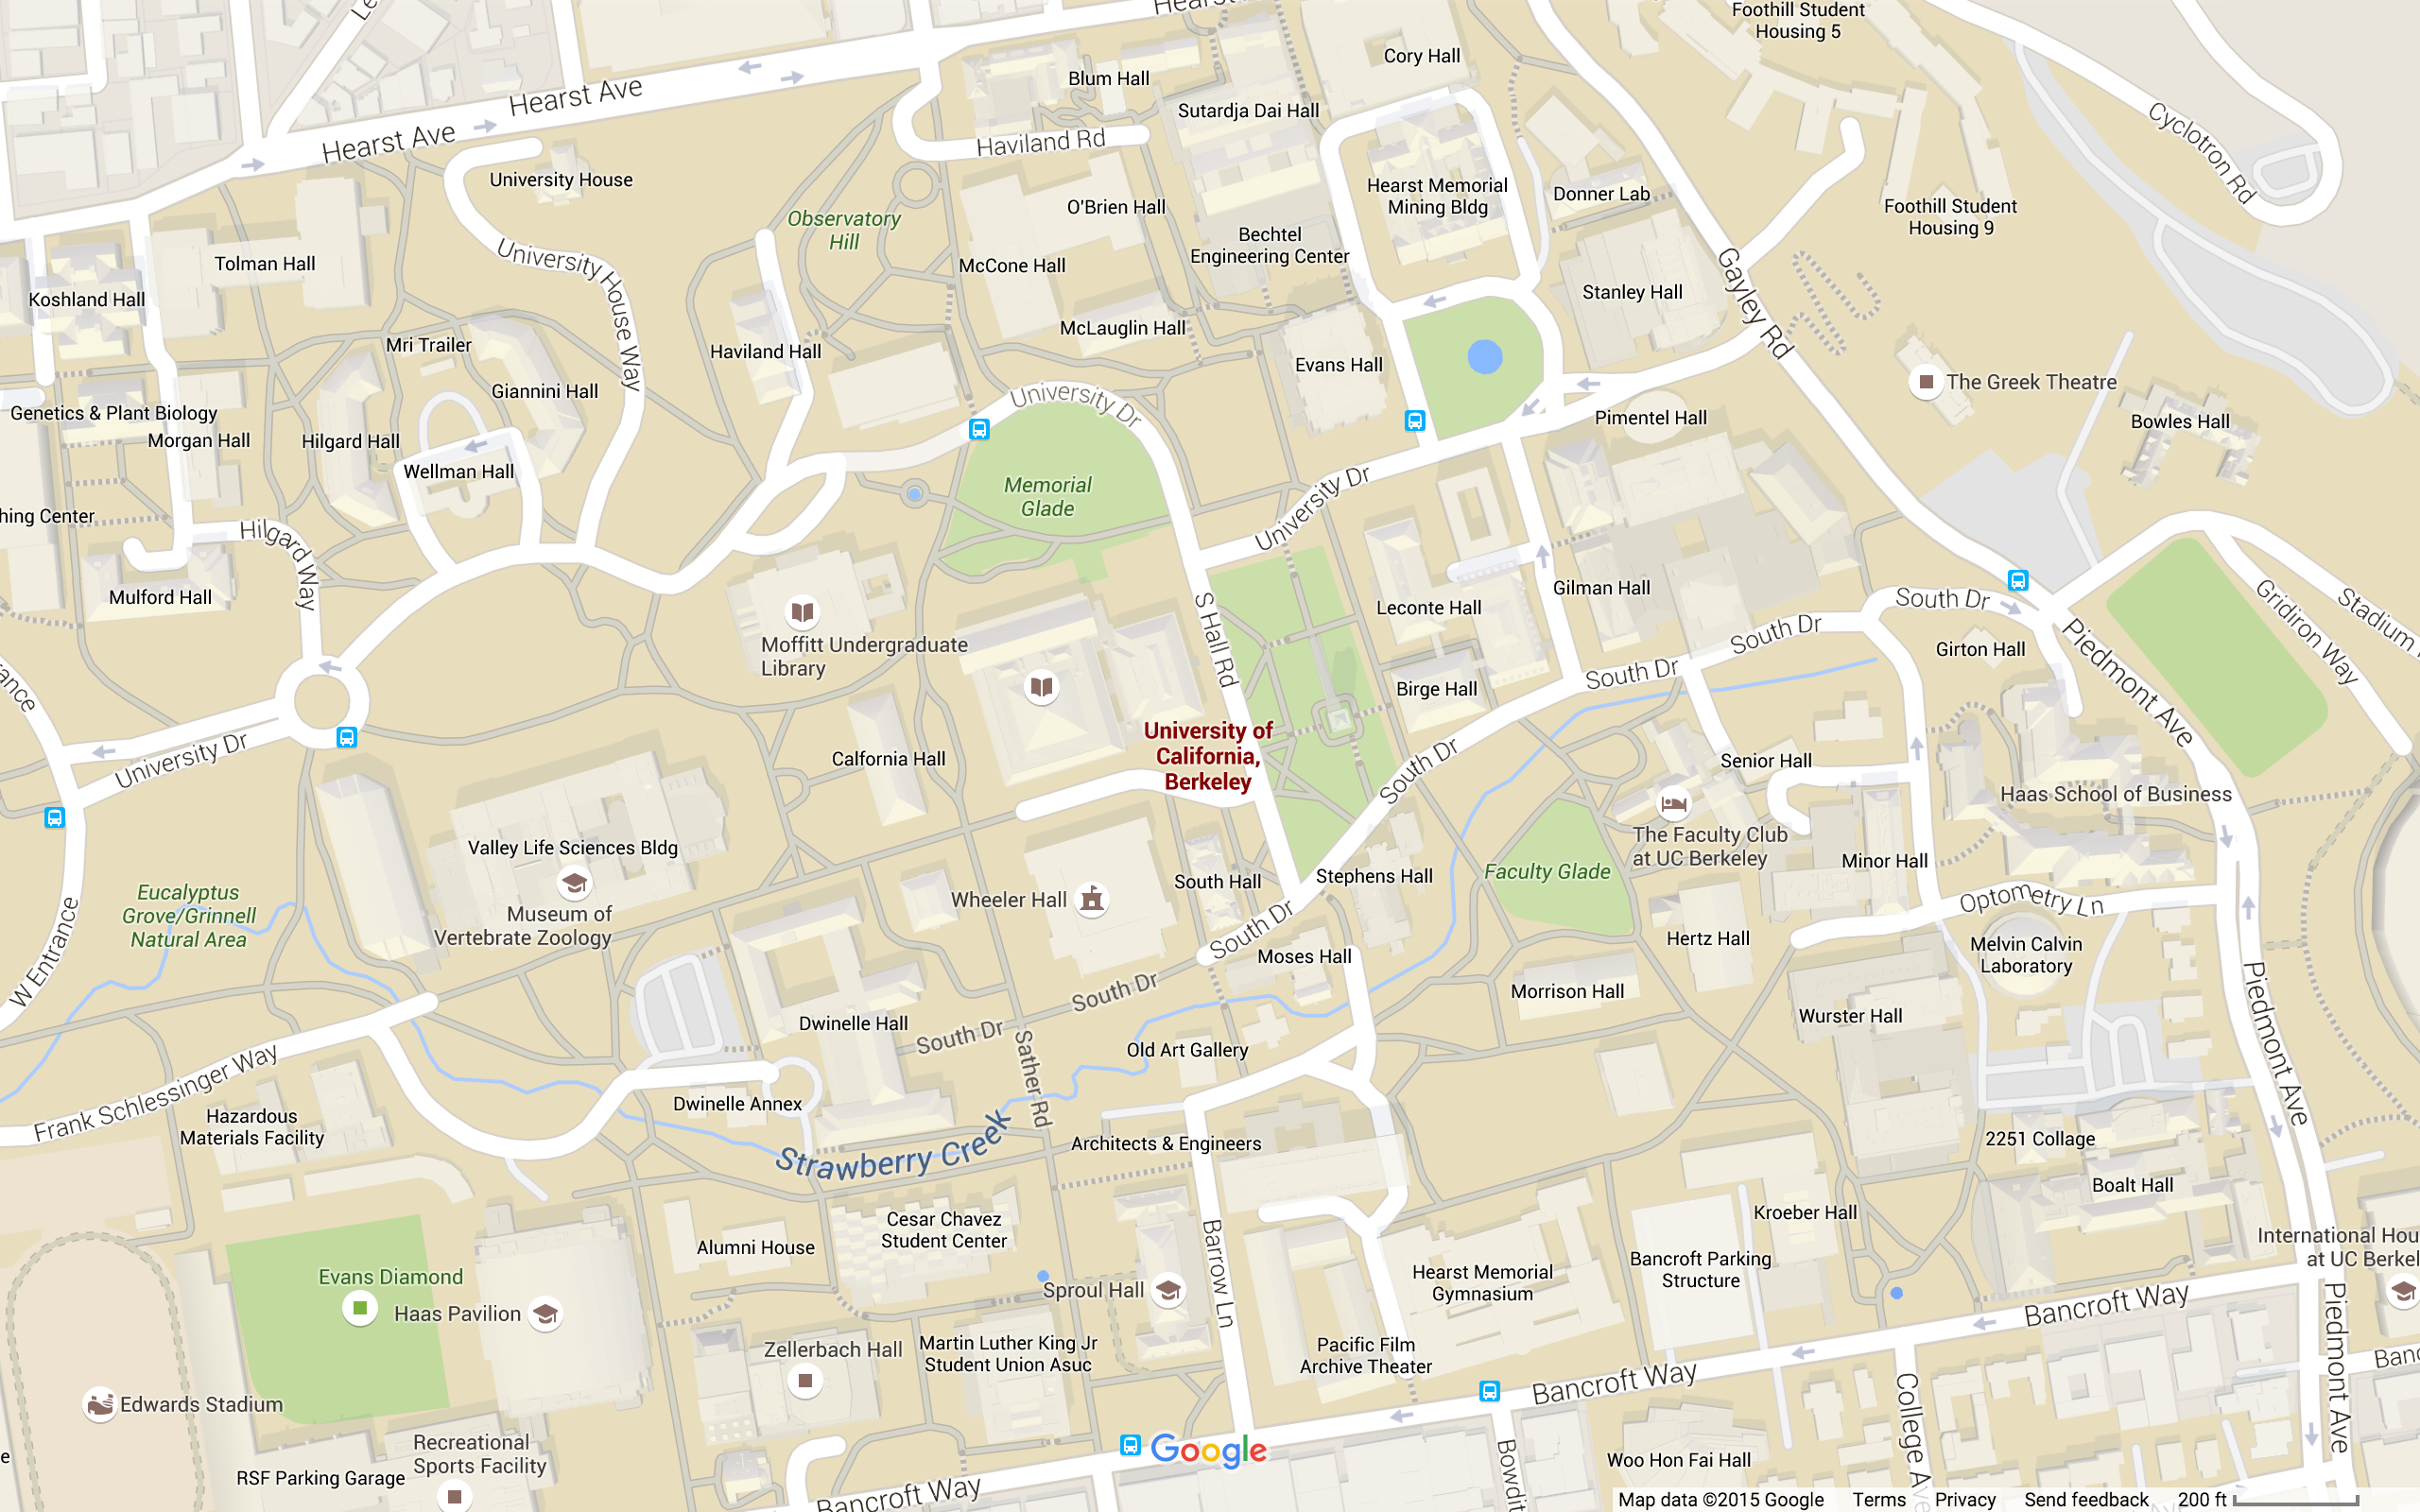 Hearst
Foothill Student
Housing 5
Cory Hall
Blum Hall
Hearst Ave
Sutardja Dai Hall
Hearst Ave
Haviland Rd
Cyclotron Rd
University House
Hearst Memorial
Mining Bldg
Donner Lab
O'Brien Hall
Foothill Student
Housing 9
Observatory
Hill
Bechtel
Engineering Center
Tolman Hall
University House Way
McCone Hall
Koshland Hall
Stanley Hall
Gayley Rd
McLauglin Hall
Mri Trailer
Haviland Hall
Evans Hall
The Greek Theatre
Giannini Hall
University Dr
Genetics & Plant Biology
Pimentel Hall
Bowles Hall
Morgan Hall
Hilgard Hall
Wellman Hall
Memorial
Glade
University Dr
hing Center
Hilgard Way
Mulford Hall
S Hall Rd
Leconte Hall
Gilman Hall
South Dr
Gridiron Way
Stadium
South Dr
Moffitt Undergraduate
Library
Girton Hall
Piedmont Ave
South Dr
Birge Hall
rance
University of
California,
Berkeley
University Dr
Calfornia Hall
South Dr
Senior Hall
Haas School of Business
Valley Life Sciences Bldg
The Faculty Club
at UC Berkeley
Minor Hall
Eucalyptus
Grove/Grinnell
Natural Area
Museum of
Vertebrate Zoology
Wheeler Hall
South Hall
Stephens Hall
Faculty Glade
Optometry Ln
South Dr
Hertz Hall
Melvin Calvin
Laboratory
W Entrance
Moses Hall
Morrison Hall
Piedmont Ave
South Dr
Dwinelle Hall
South Dr
Wurster Hall
Sather Rd
Old Art Gallery
Frank Schlessinger Way
Dwinelle Annex
Hazardous
Materials Facility
Strawberry Creek
Architects & Engineers
2251 Collage
Boalt Hall
Cesar Chavez
Student Center
Alumni House
Barrow Ln
Kroeber Hall
International Hou
at UC Berkel
Bancroft Parking
Structure
Evans Diamond
Haas Pavilion
Sproul Hall
Hearst Memorial
Gymnasium
Bancroft Way
Piedmont Ave
Zellerbach Hall
Martin Luther King Jr
Student Union Asuc
Pacific Film
Archive Theater
Banc
Bancroft Way
College A
Edwards Stadium
Recreational
Sports Facility
RSF Parking Garage
Google
Bowdit
Woo Hon Fai Hall
Bancroft Way
Map data ©2015 Google Terms Privacy Send feedback 200 ft